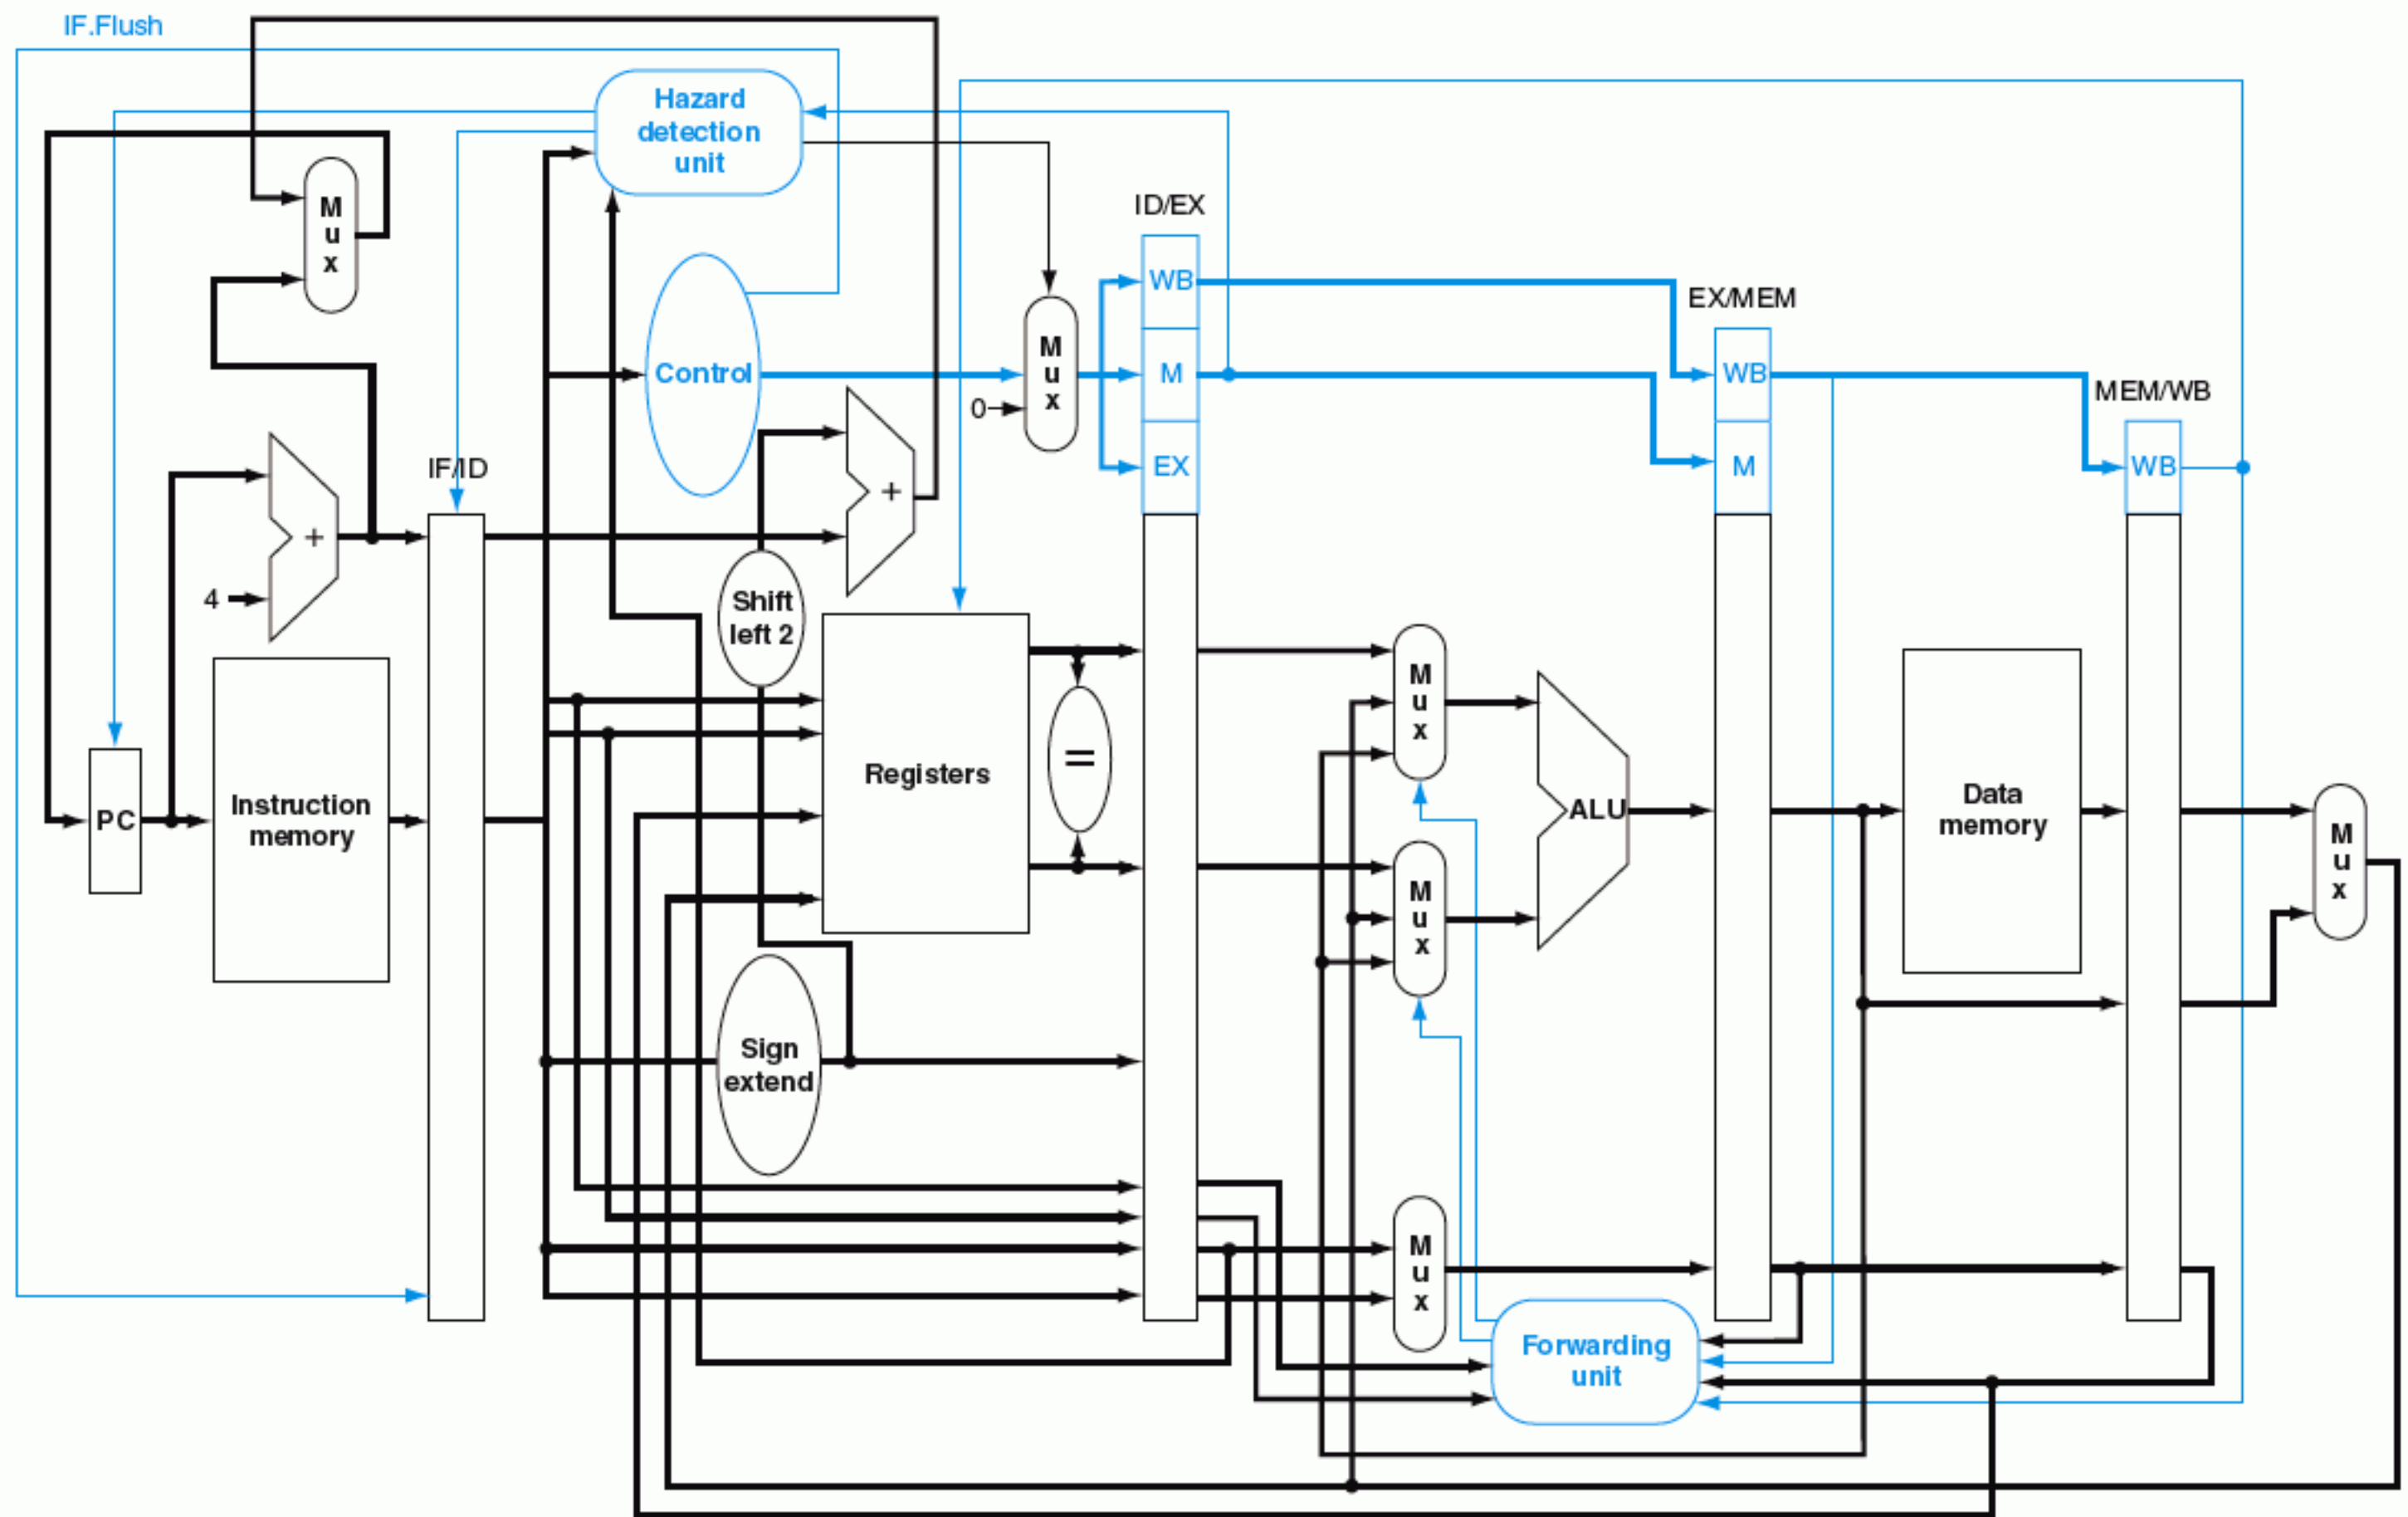 IF.Flush
Hazard
detection
unit
M
u
x
ID/EX
WB
M
EX
EX/MEM
WB
M
MEM/WB
WB
Control
M
u
x
0
+
IF/ID
+
4
Shift
left 2
PC
Instruction
memory
Registers
=
M
u
x
M
u
x
ALU
Data
memory
M
u
x
Sign
extend
M
u
x
Forwarding
unit